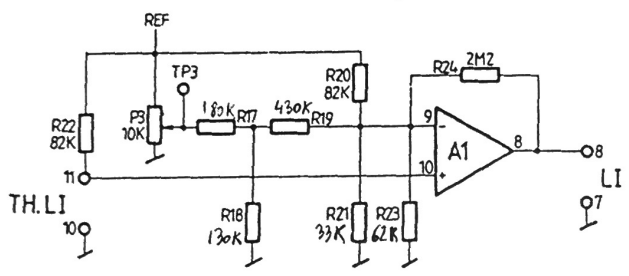 REF
TP3
R22
82K
P3
10K
180K
R17
430K
R19
R20
82K
R24
2M2
9
-
A1
8
8
LI
7
10
+
11
TH.LI
10
R18
130K
R21
33K
R23
62K